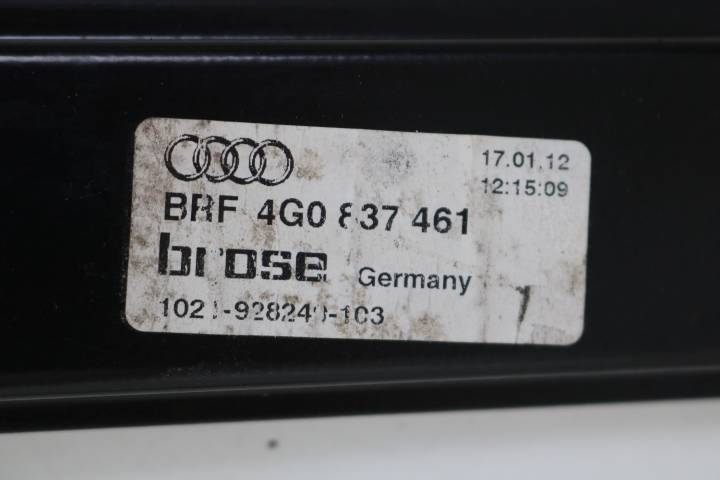 17.01.12
12:15:09
BRF 4G0 837 461
brose
Germany